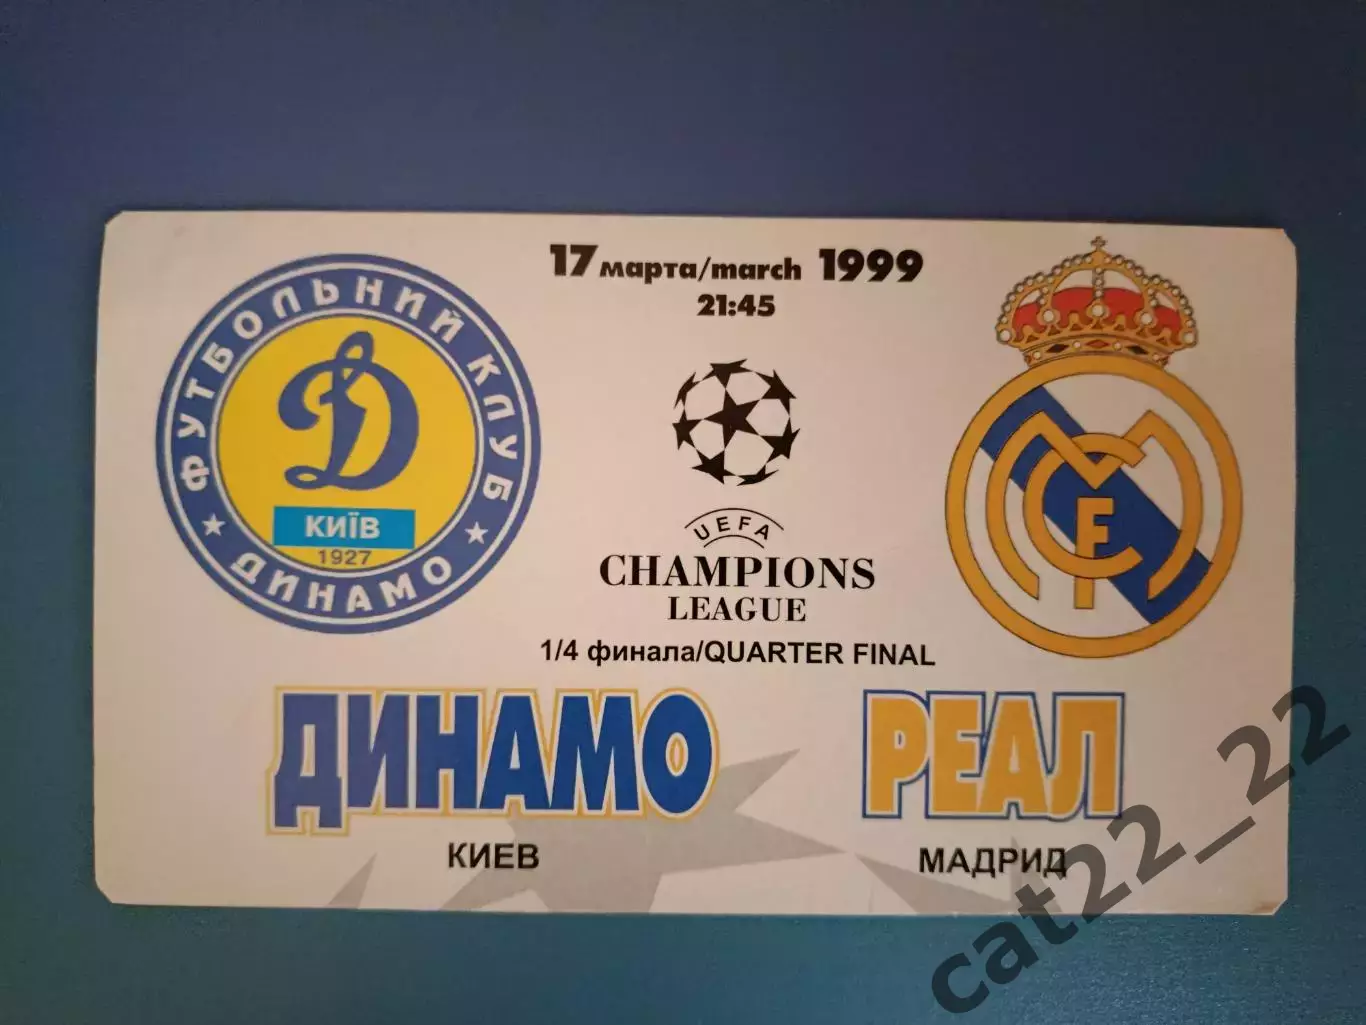 17 марта/march 1999
21:45
ФУТБОЛЬНИЙ КЛУБ
КИЇВ
1927
★ ДИНАМО ★
MCF
UEFA
CHAMPIONS
LEAGUE
1/4 финала/QUARTER FINAL
ДИНАМО РЕАЛ
КИЕВ МАДРИД
cat22_22